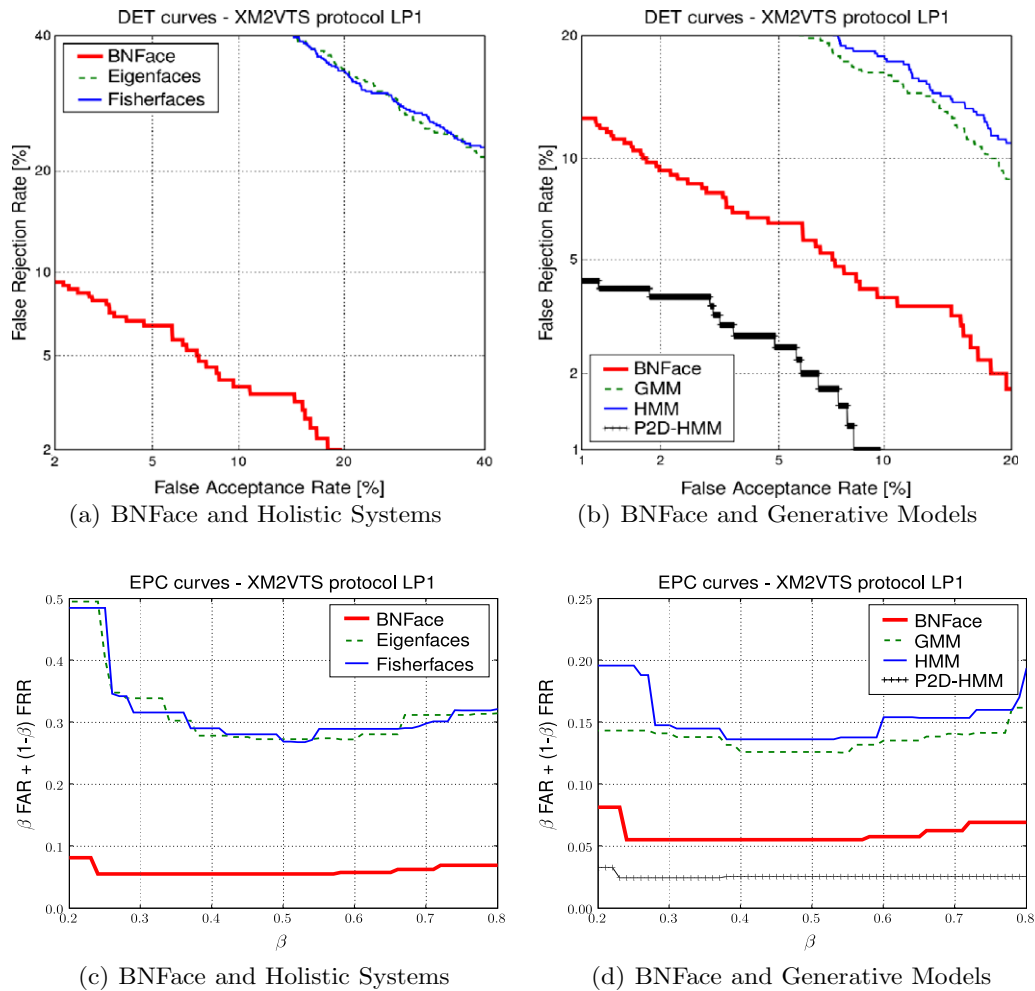 DET curves - XM2VTS protocol LP1
40
20
10
5
2
2
5
10
20
40
False Rejection Rate [%]
False Acceptance Rate [%]
BNFace
Eigenfaces
Fisherfaces
(a) BNFace and Holistic Systems
DET curves - XM2VTS protocol LP1
20
10
5
2
1
1
2
5
10
20
False Rejection Rate [%]
False Acceptance Rate [%]
BNFace
GMM
HMM
P2D-HMM
(b) BNFace and Generative Models
EPC curves - XM2VTS protocol LP1
0.5
0.4
0.3
0.2
0.1
0.0
0.2
0.3
0.4
0.5
0.6
0.7
0.8
β FAR + (1-β) FRR
β
BNFace
Eigenfaces
Fisherfaces
(c) BNFace and Holistic Systems
EPC curves - XM2VTS protocol LP1
0.25
0.20
0.15
0.10
0.05
0.00
0.2
0.3
0.4
0.5
0.6
0.7
0.8
β FAR + (1-β) FRR
β
BNFace
GMM
HMM
P2D-HMM
(d) BNFace and Generative Models